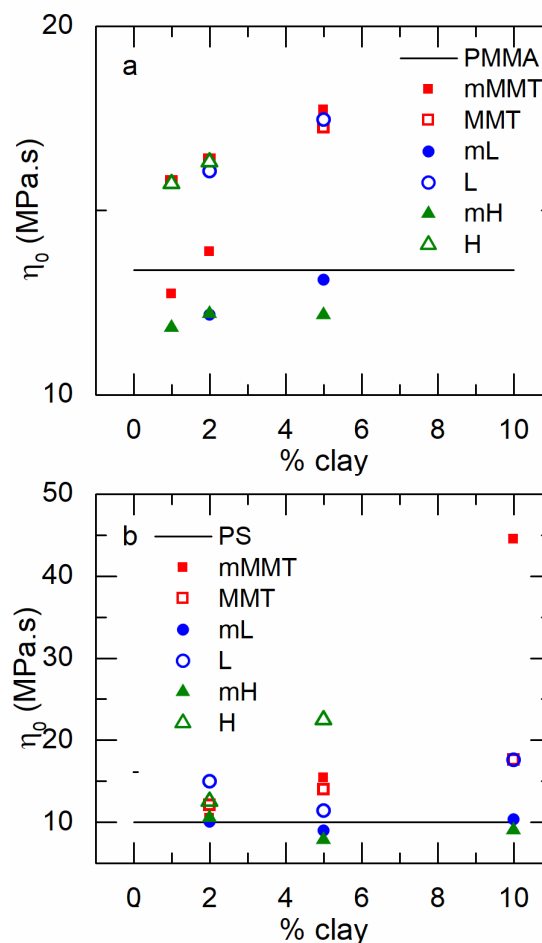 20
a
PMMA
mMMT
MMT
mL
L
mH
H
η₀ (MPa.s)
10
0 2 4 6 8 10
% clay
50
b
PS
mMMT
40
MMT
mL
30
L
mH
20
H
η₀ (MPa.s)
10
0 2 4 6 8 10
% clay